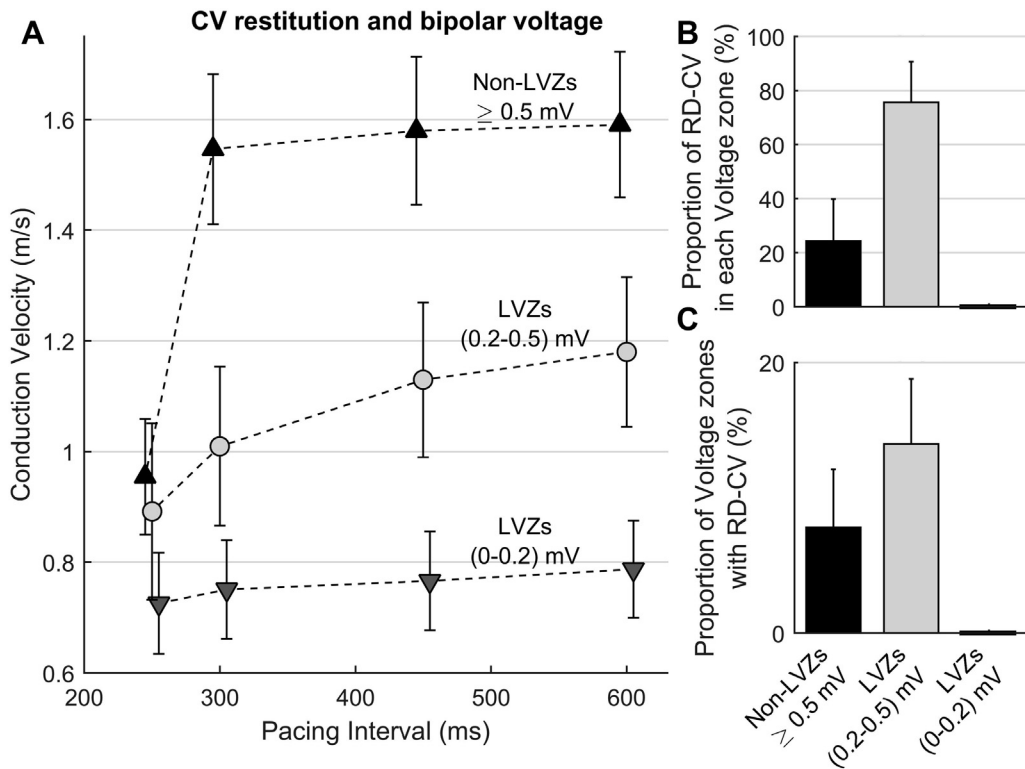 A
CV restitution and bipolar voltage
Conduction Velocity (m/s)
1.6
1.4
1.2
1
0.8
0.6
200
300
400
500
600
Pacing Interval (ms)
Non-LVZs
≥ 0.5 mV
LVZs
(0.2-0.5) mV
LVZs
(0-0.2) mV
B
Proportion of RD-CV
in each Voltage zone (%)
100
80
60
40
20
0
C
Proportion of Voltage zones
with RD-CV (%)
20
0
Non-LVZs
≥ 0.5 mV
LVZs
(0.2-0.5) mV
LVZs
(0-0.2) mV